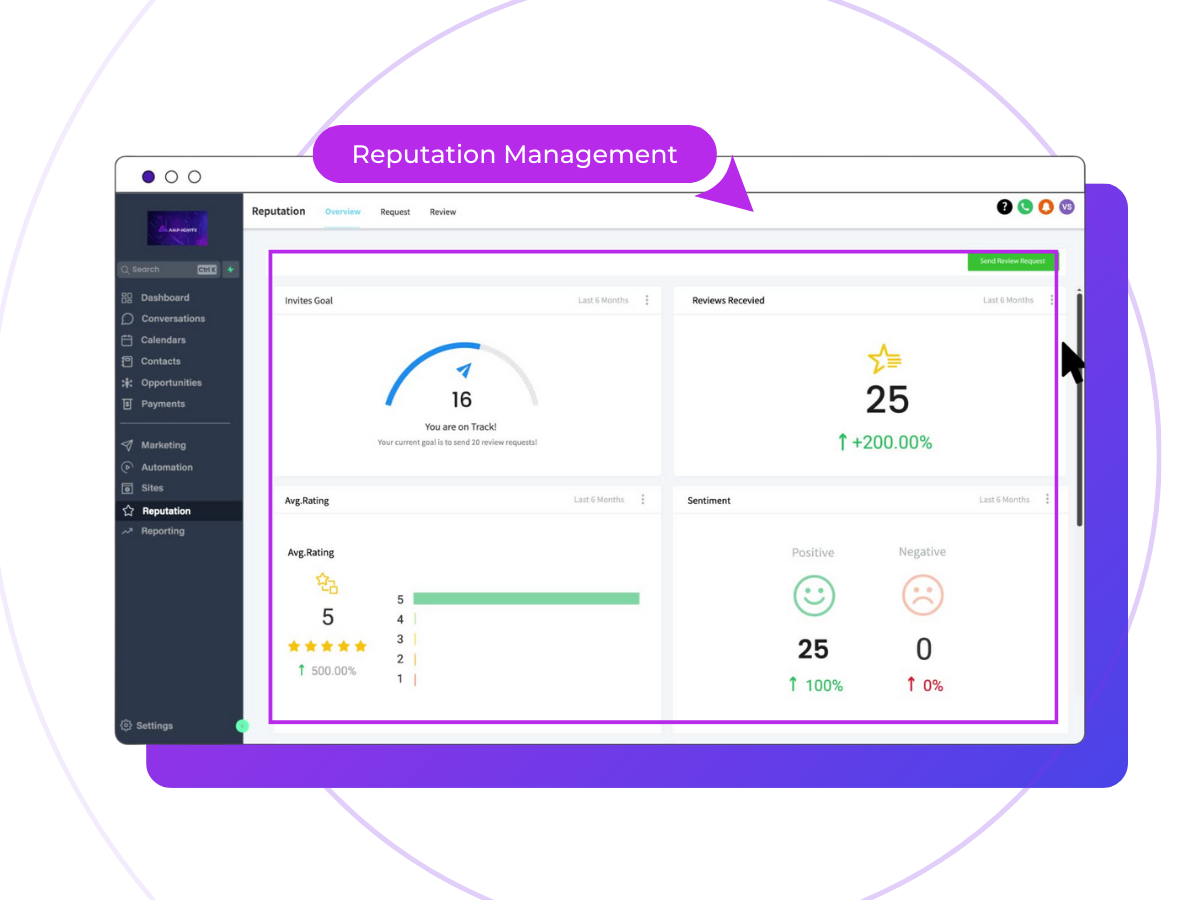 Reputation Management
Reputation
Overview
Request
Review
?
VS
AMP-IGNITE
Search
Ctrl K
Dashboard
Conversations
Calendars
Contacts
Opportunities
Payments
Marketing
Automation
Sites
Reputation
Reporting
Settings
Send Review Request
Invites Goal
Last 6 Months
16
You are on Track!
Your current goal is to send 20 review requests!
Reviews Recevied
Last 6 Months
25
+200.00%
Avg.Rating
Last 6 Months
Avg.Rating
5
500.00%
5
4
3
2
1
Sentiment
Last 6 Months
Positive
Negative
25
0
100%
0%